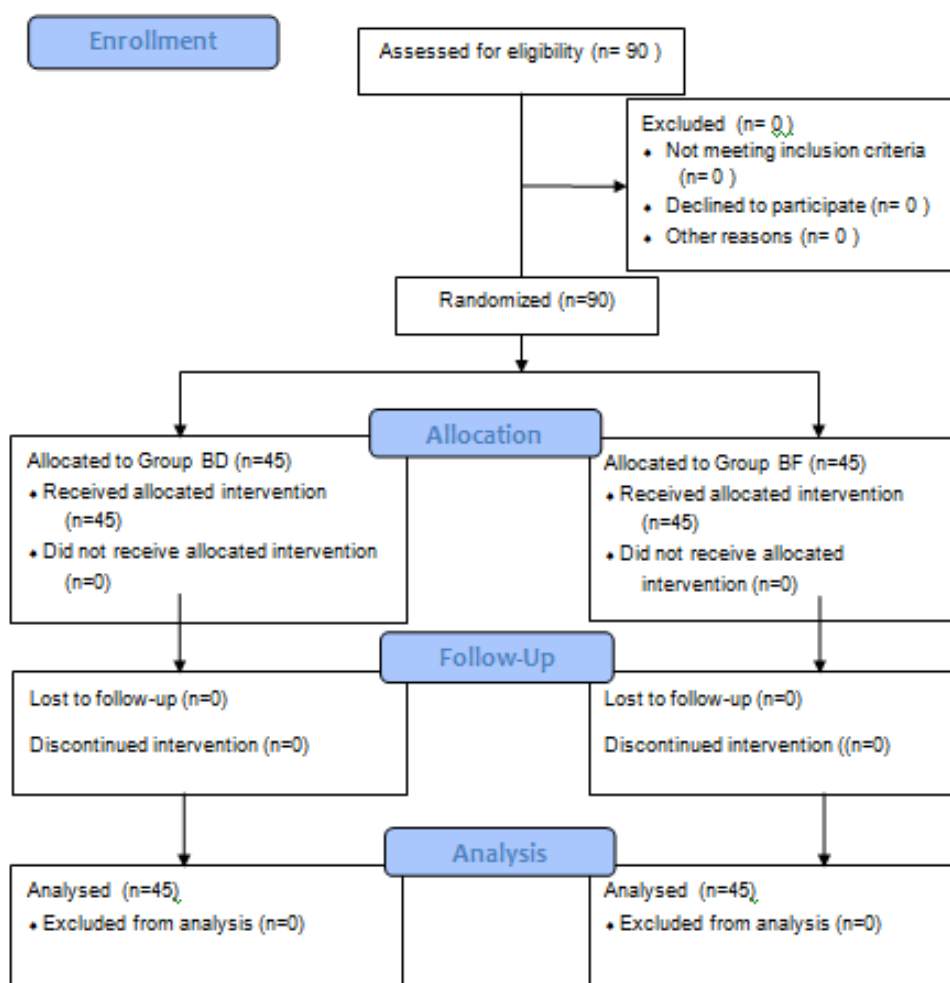 Enrollment
Assessed for eligibility (n= 90 )
Excluded (n= 0 )
⬧ Not meeting inclusion criteria
(n= 0 )
⬧ Declined to participate (n= 0 )
⬧ Other reasons (n= 0 )
Randomized (n=90)
Allocation
Allocated to Group BD (n=45)
⬧ Received allocated intervention
(n=45)
⬧ Did not receive allocated intervention
(n=0)
Allocated to Group BF (n=45)
⬧ Received allocated intervention
(n=45)
⬧ Did not receive allocated
intervention (n=0)
Follow-Up
Lost to follow-up (n=0)
Discontinued intervention (n=0)
Lost to follow-up (n=0)
Discontinued intervention ((n=0)
Analysis
Analysed (n=45)
⬧ Excluded from analysis (n=0)
Analysed (n=45)
⬧ Excluded from analysis (n=0)